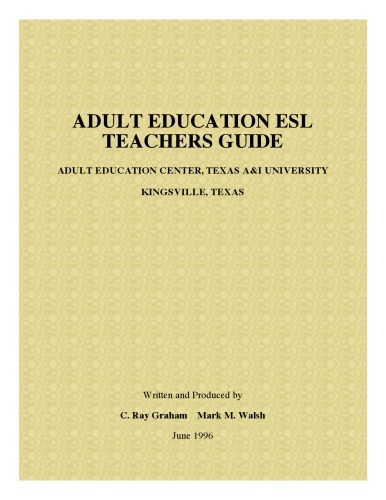 ADULT EDUCATION ESL
TEACHERS GUIDE
ADULT EDUCATION CENTER, TEXAS A&I UNIVERSITY
KINGSVILLE, TEXAS
Written and Produced by
C. Ray Graham Mark M. Walsh
June 1996